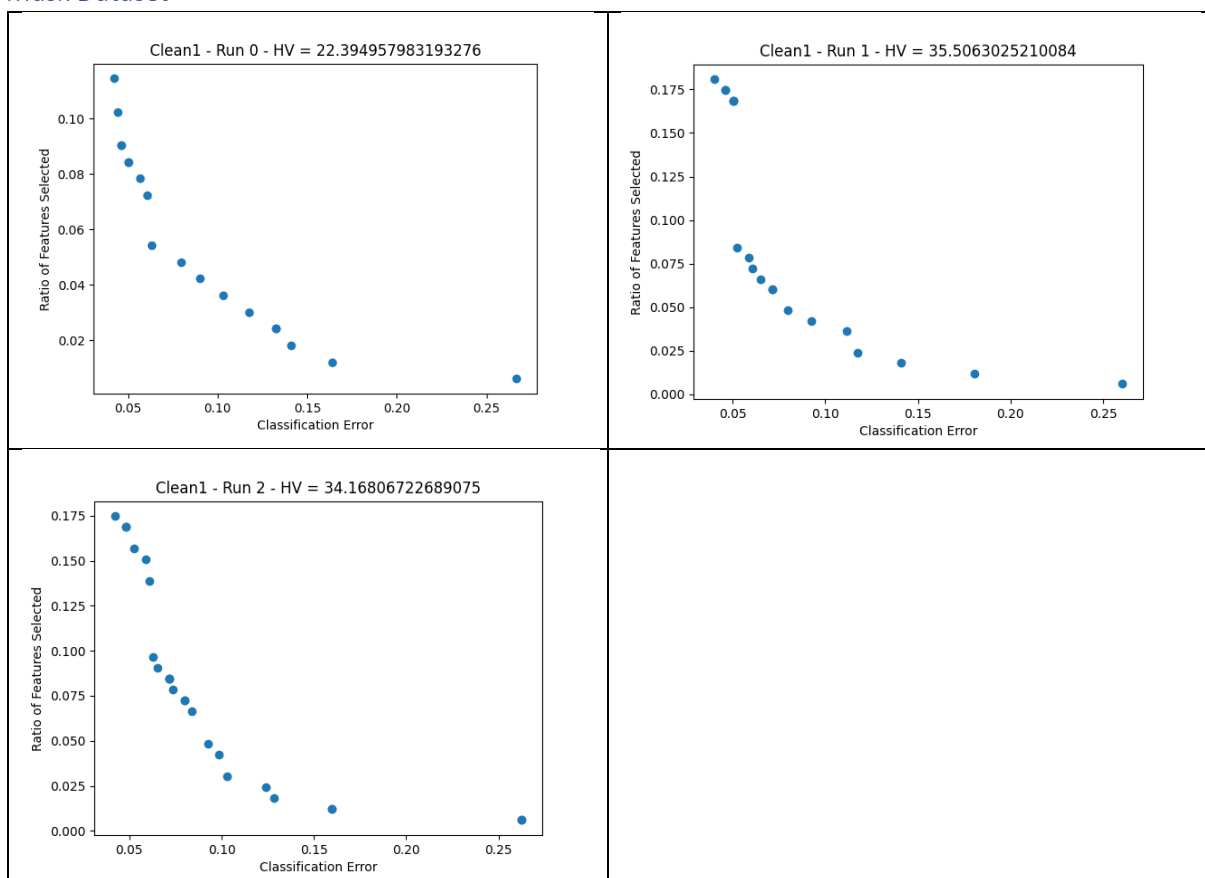 Clean1 - Run 0 - HV = 22.394957983193276
0.10
0.08
0.06
0.04
0.02
Ratio of Features Selected
0.05 0.10 0.15 0.20 0.25
Classification Error
Clean1 - Run 1 - HV = 35.5063025210084
0.175
0.150
0.125
0.100
0.075
0.050
0.025
0.000
Ratio of Features Selected
0.05 0.10 0.15 0.20 0.25
Classification Error
Clean1 - Run 2 - HV = 34.16806722689075
0.175
0.150
0.125
0.100
0.075
0.050
0.025
0.000
Ratio of Features Selected
0.05 0.10 0.15 0.20 0.25
Classification Error